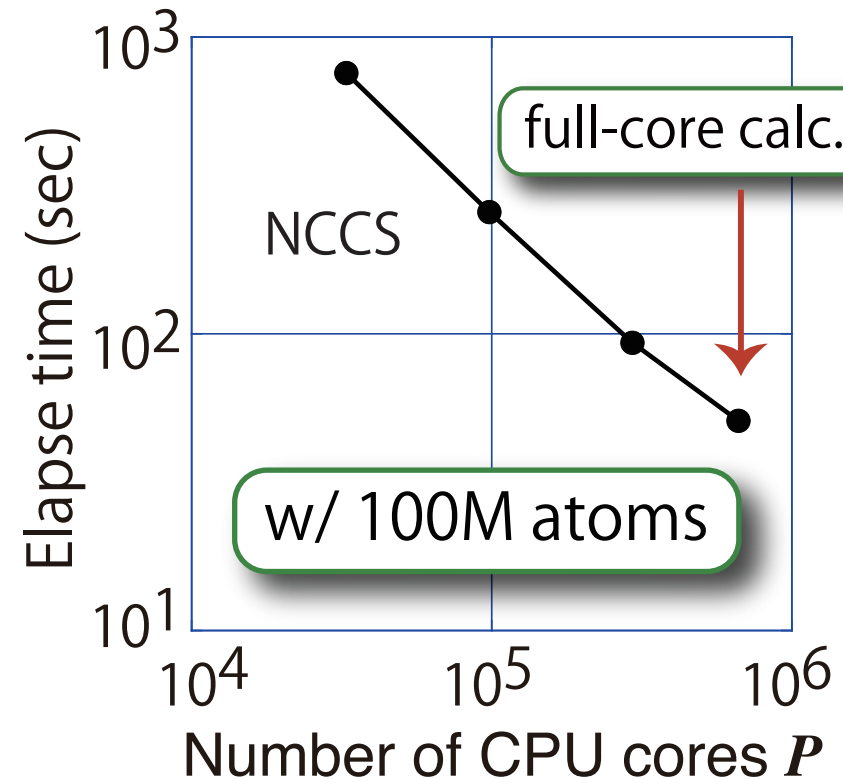 10³
full-core calc.
NCCS
10²
w/ 100M atoms
10¹
10⁴ 10⁵ 10⁶
Elapse time (sec)
Number of CPU cores P